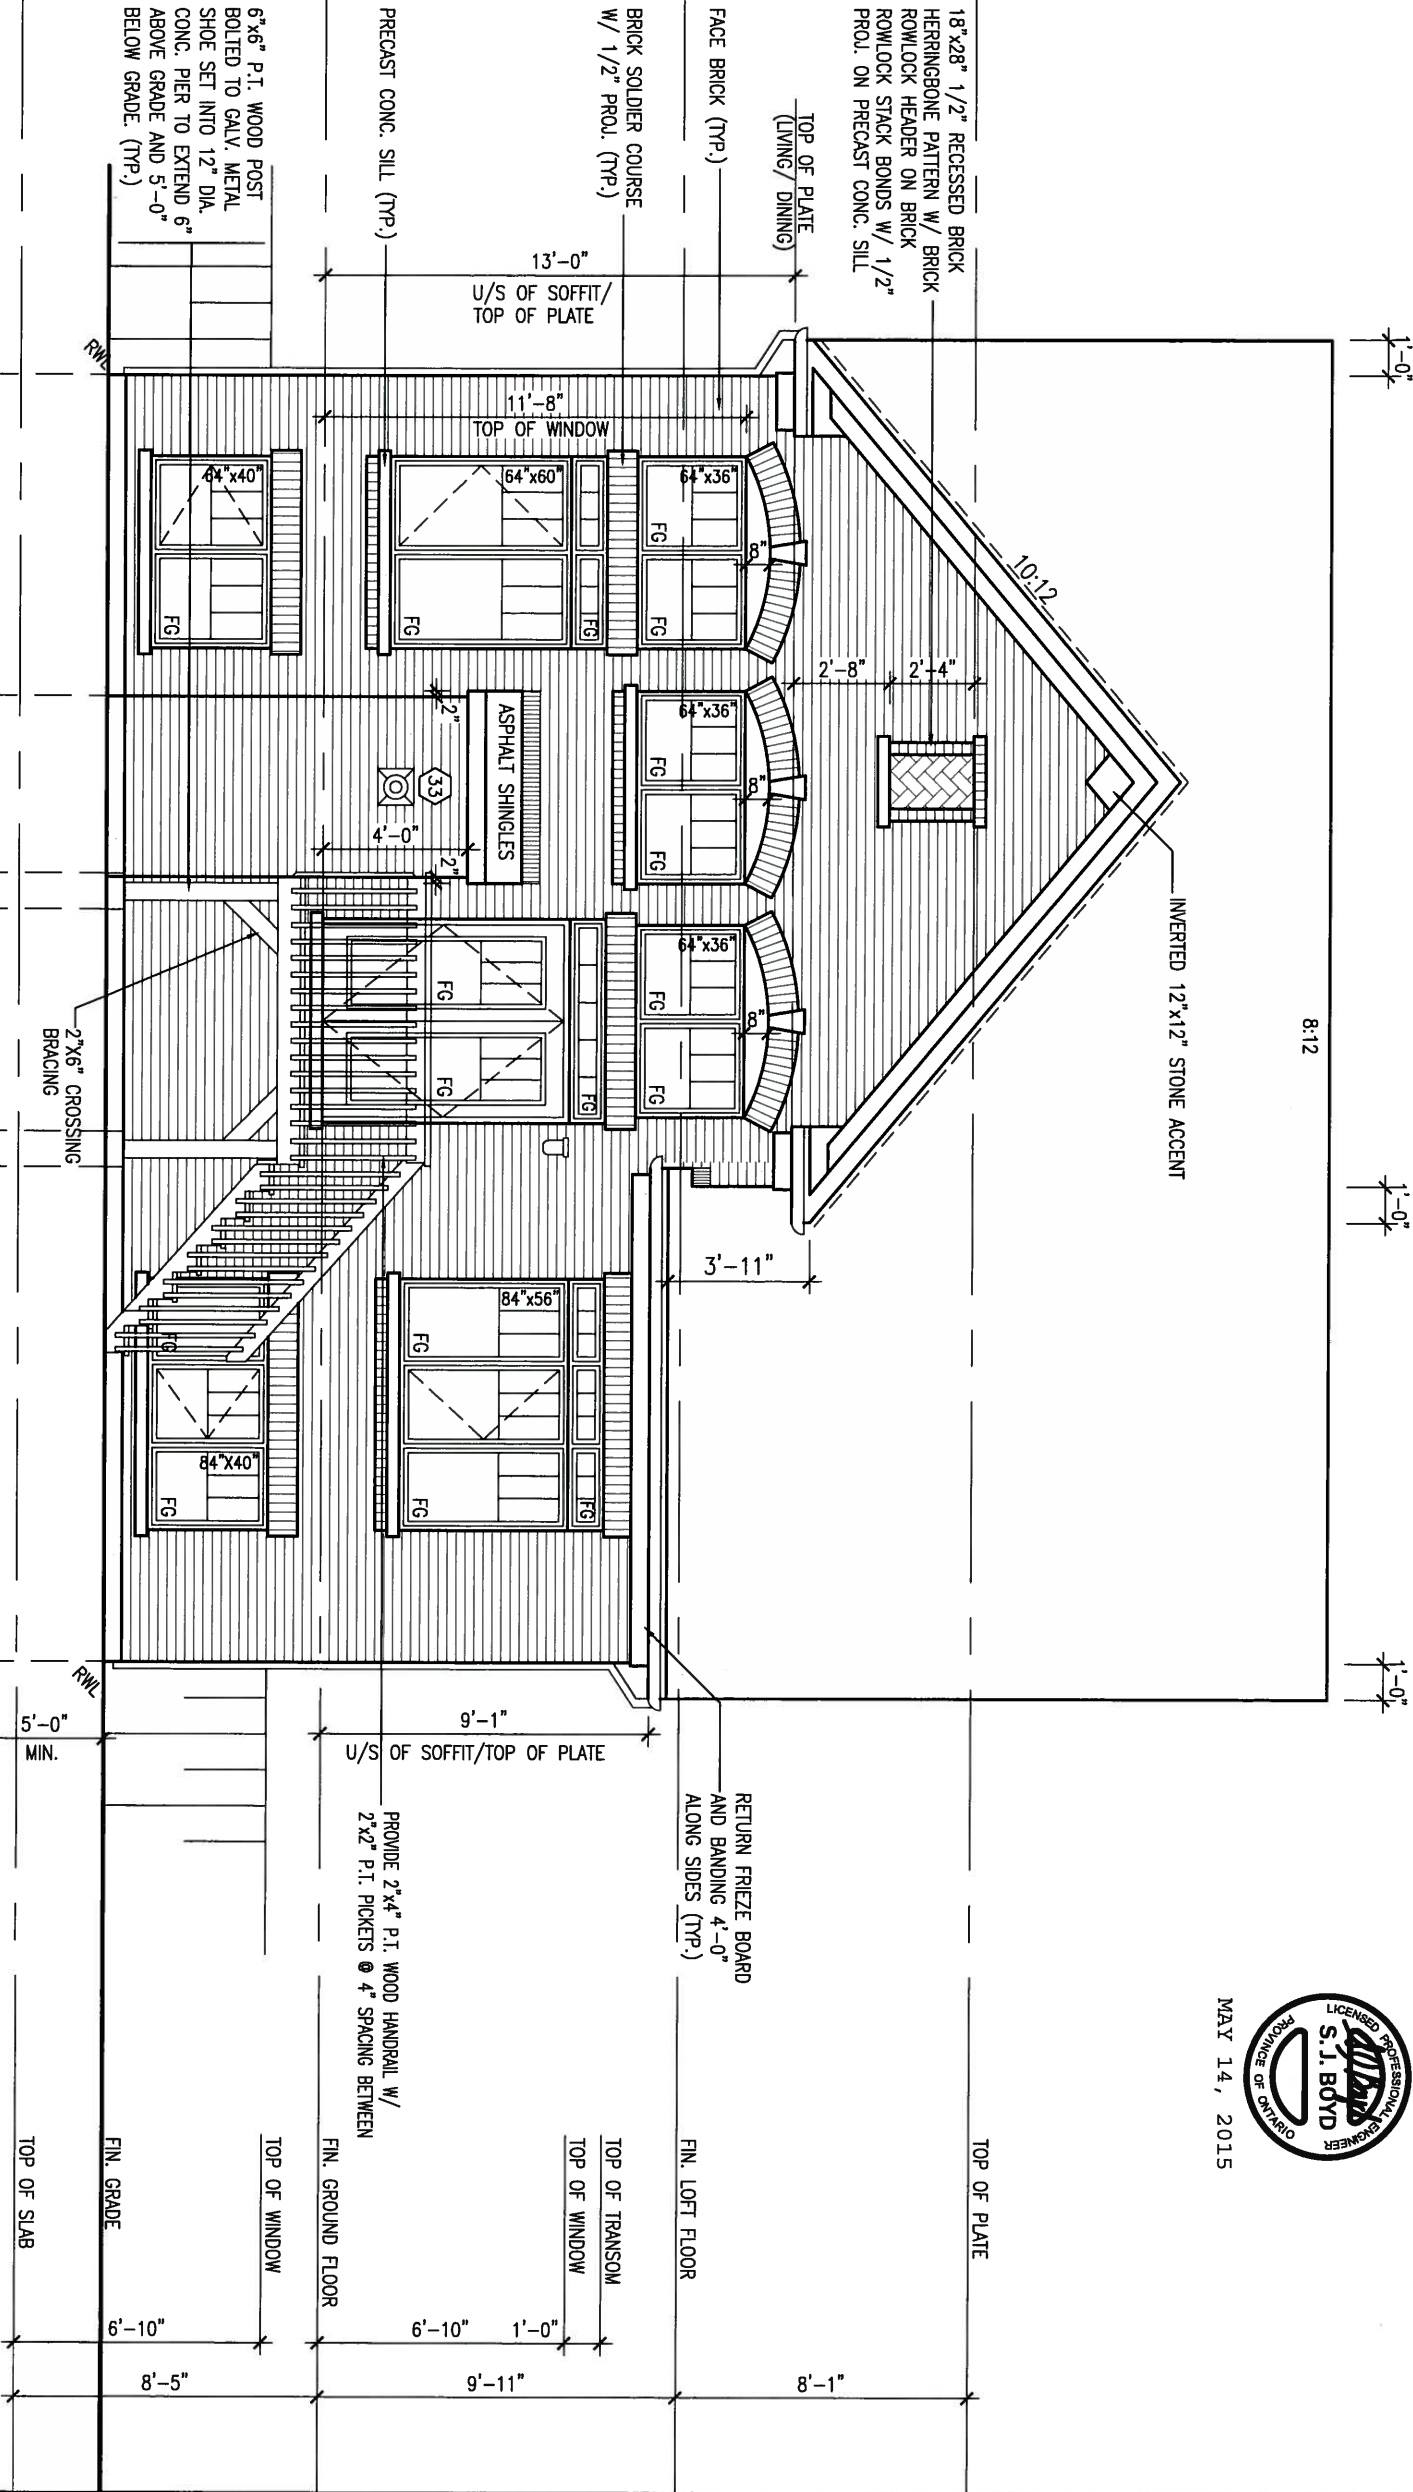 18"x28" 1/2" RECESSED BRICK
HERRINGBONE PATTERN W/ BRICK
ROWLOCK HEADER ON BRICK
ROWLOCK STACK BONDS W/ 1/2"
PROJ. ON PRECAST CONC. SILL
TOP OF PLATE
(LIVING/ DINING)
FACE BRICK (TYP.)
BRICK SOLDIER COURSE
W/ 1/2" PROJ. (TYP.)
PRECAST CONC. SILL (TYP.)
6"x6" P.T. WOOD POST
BOLTED TO GALV. METAL
SHOE SET INTO 12" DIA.
CONC. PIER TO EXTEND 6"
ABOVE GRADE AND 5'-0"
BELOW GRADE. (TYP.)
1'-0"
1'-0"
1'-0"
8:12
10:12
INVERTED 12"x12" STONE ACCENT
2'-4"
2'-8"
3'-11"
13'-0"
U/S OF SOFFIT/
TOP OF PLATE
11'-8"
TOP OF WINDOW
8"
8"
8"
64"x36"
FG
FG
64"x36"
FG
FG
64"x36"
FG
FG
64"x60"
FG
FG
64"x40"
FG
ASPHALT SHINGLES
2"
2"
33
4'-0"
FG
FG
FG
84"x56"
FG
FG
FG
84"X40"
FG
FG
2"X6" CROSSING
BRACING
RWL
RWL
9'-1"
U/S OF SOFFIT/TOP OF PLATE
5'-0"
MIN.
RETURN FRIEZE BOARD
AND BANDING 4'-0"
ALONG SIDES (TYP.)
PROVIDE 2"x4" P.T. WOOD HANDRAIL W/
2"x2" P.T. PICKETS @ 4" SPACING BETWEEN
LICENSED PROFESSIONAL ENGINEER
S. J. BOYD
PROVINCE OF ONTARIO
MAY 14, 2015
TOP OF PLATE
FIN. LOFT FLOOR
TOP OF TRANSOM
TOP OF WINDOW
FIN. GROUND FLOOR
TOP OF WINDOW
FIN. GRADE
TOP OF SLAB
1'-0"
6'-10"
6'-10"
8'-1"
9'-11"
8'-5"